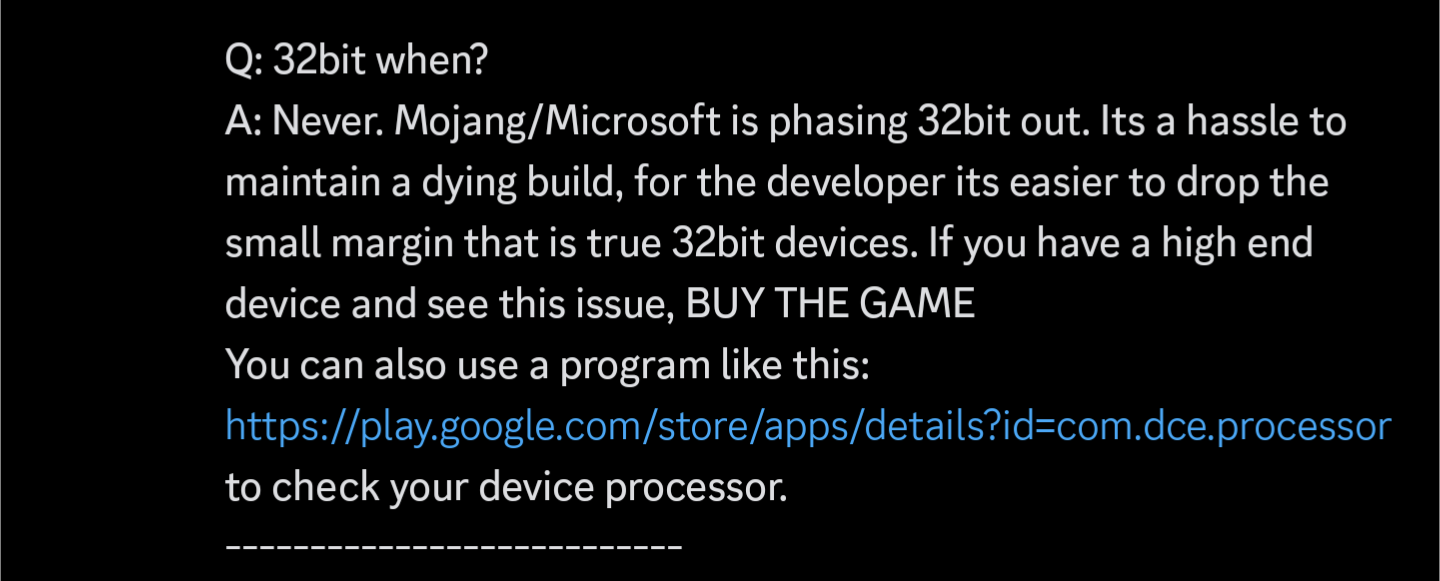 Q: 32bit when?
A: Never. Mojang/Microsoft is phasing 32bit out. Its a hassle to
maintain a dying build, for the developer its easier to drop the
small margin that is true 32bit devices. If you have a high end
device and see this issue, BUY THE GAME
You can also use a program like this:
https://play.google.com/store/apps/details?id=com.dce.processor
to check your device processor.
---------------------------